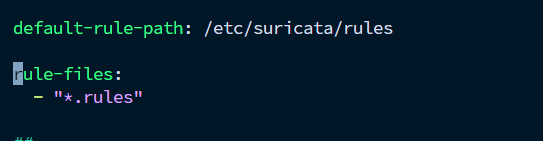 default-rule-path: /etc/suricata/rules
rule-files:
  - "*.rules"
##